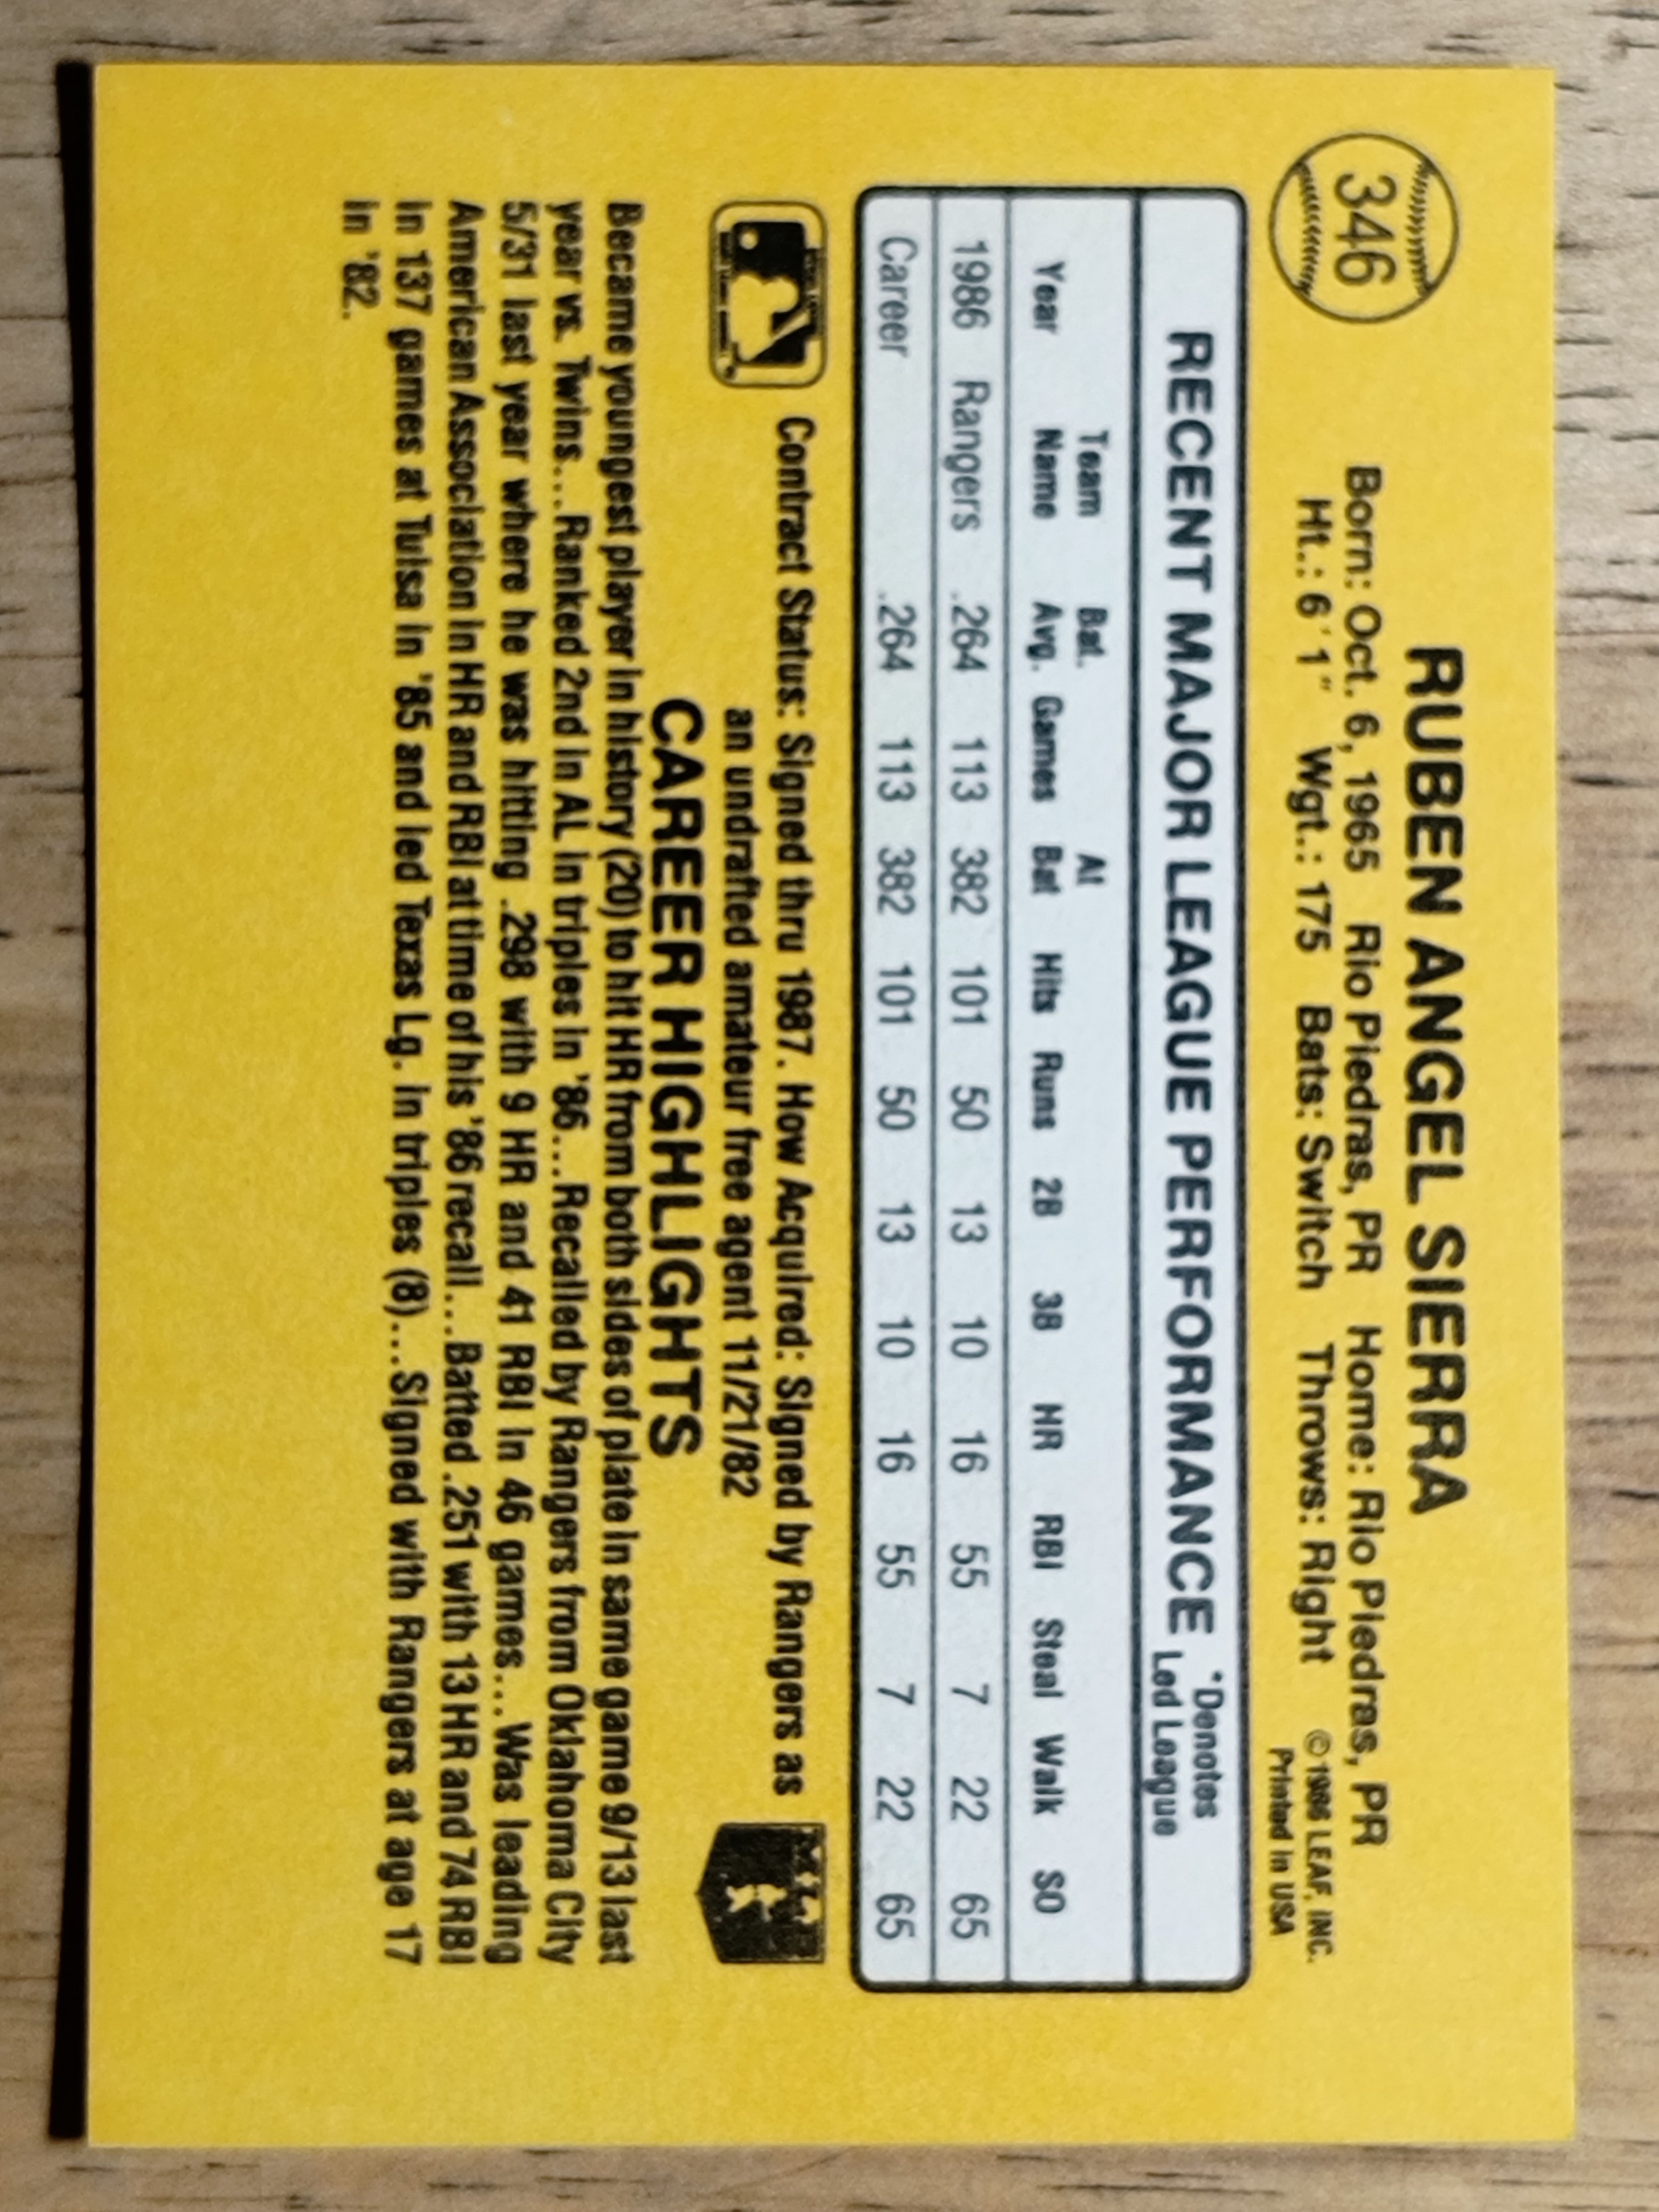 346
RUBEN ANGEL SIERRA
Born: Oct. 6, 1965 Rio Piedras, PR Home: Rio Piedras, PR
Ht.: 6´1″ Wgt.: 175 Bats: Switch Throws: Right
© 1986 LEAF, INC.
Printed in USA
RECENT MAJOR LEAGUE PERFORMANCE *Denotes
Led League
Team Bat. At
Year Name Avg. Games Bat Hits Runs 2B 3B HR RBI Steal Walk SO
1986 Rangers .264 113 382 101 50 13 10 16 55 7 22 65
Career .264 113 382 101 50 13 10 16 55 7 22 65
Contract Status: Signed thru 1987. How Acquired: Signed by Rangers as
an undrafted amateur free agent 11/21/82
CAREER HIGHLIGHTS
Became youngest player in history (20) to hit HR from both sides of plate in same game 9/13 last
year vs. Twins...Ranked 2nd in AL in triples in '86...Recalled by Rangers from Oklahoma City
5/31 last year where he was hitting .298 with 9 HR and 41 RBI in 46 games...Was leading
American Association in HR and RBI at time of his '86 recall...Batted .251 with 13 HR and 74 RBI
in 137 games at Tulsa in '85 and led Texas Lg. in triples (8)...Signed with Rangers at age 17
in '82.